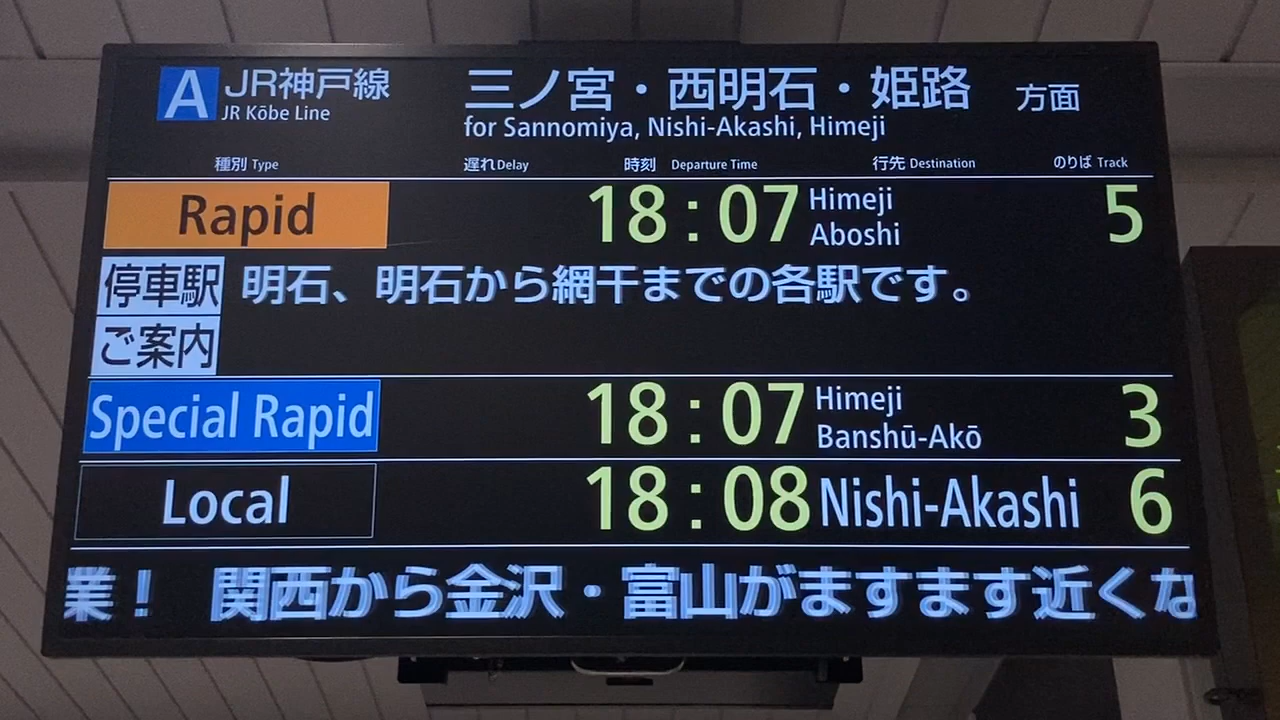 A JR神戸線 三ノ宮・西明石・姫路 方面
JR Kōbe Line for Sannomiya, Nishi-Akashi, Himeji
種別 Type 遅れ Delay 時刻 Departure Time 行先 Destination のりば Track
Rapid 18:07 Himeji 5
Aboshi
停車駅 明石、明石から網干までの各駅です。
ご案内
Special Rapid 18:07 Himeji 3
Banshū-Akō
Local 18:08 Nishi-Akashi 6
業！ 関西から金沢・富山がますます近くな